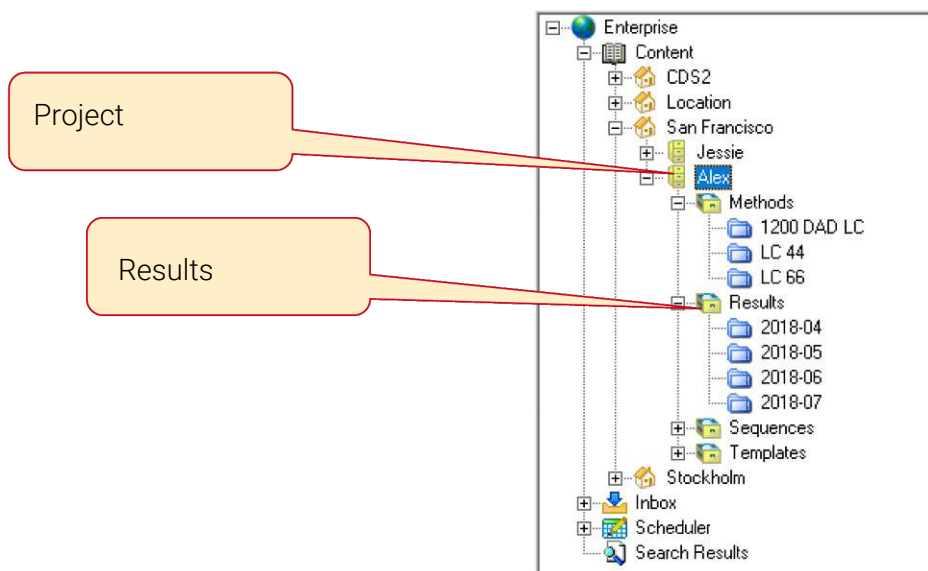 Enterprise
Content
CDS2
Location
San Francisco
Project
Jessie
Alex
Methods
1200 DAD LC
LC 44
LC 66
Results
Results
2018-04
2018-05
2018-06
2018-07
Sequences
Templates
Stockholm
Inbox
Scheduler
Search Results